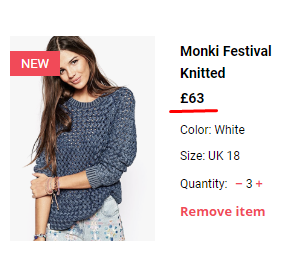 NEW
Monki Festival
Knitted
£63
Color: White
Size: UK 18
Quantity: – 3 +
Remove item